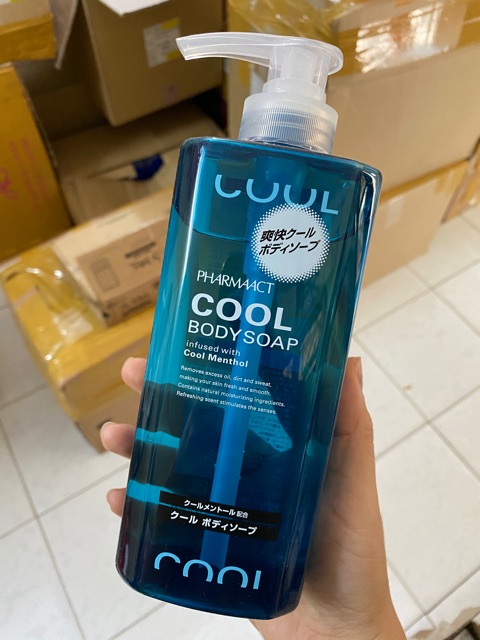 COOL
爽快クール
ボディソープ
PHARMAACT
COOL
BODYSOAP
infused with
Cool Menthol
Removes excess oil, dirt and sweat,
making your skin fresh and smooth.
Contains natural moisturizing ingredients.
Refreshing scent stimulates the senses.
クールメントール配合
クール ボディソープ
COOL